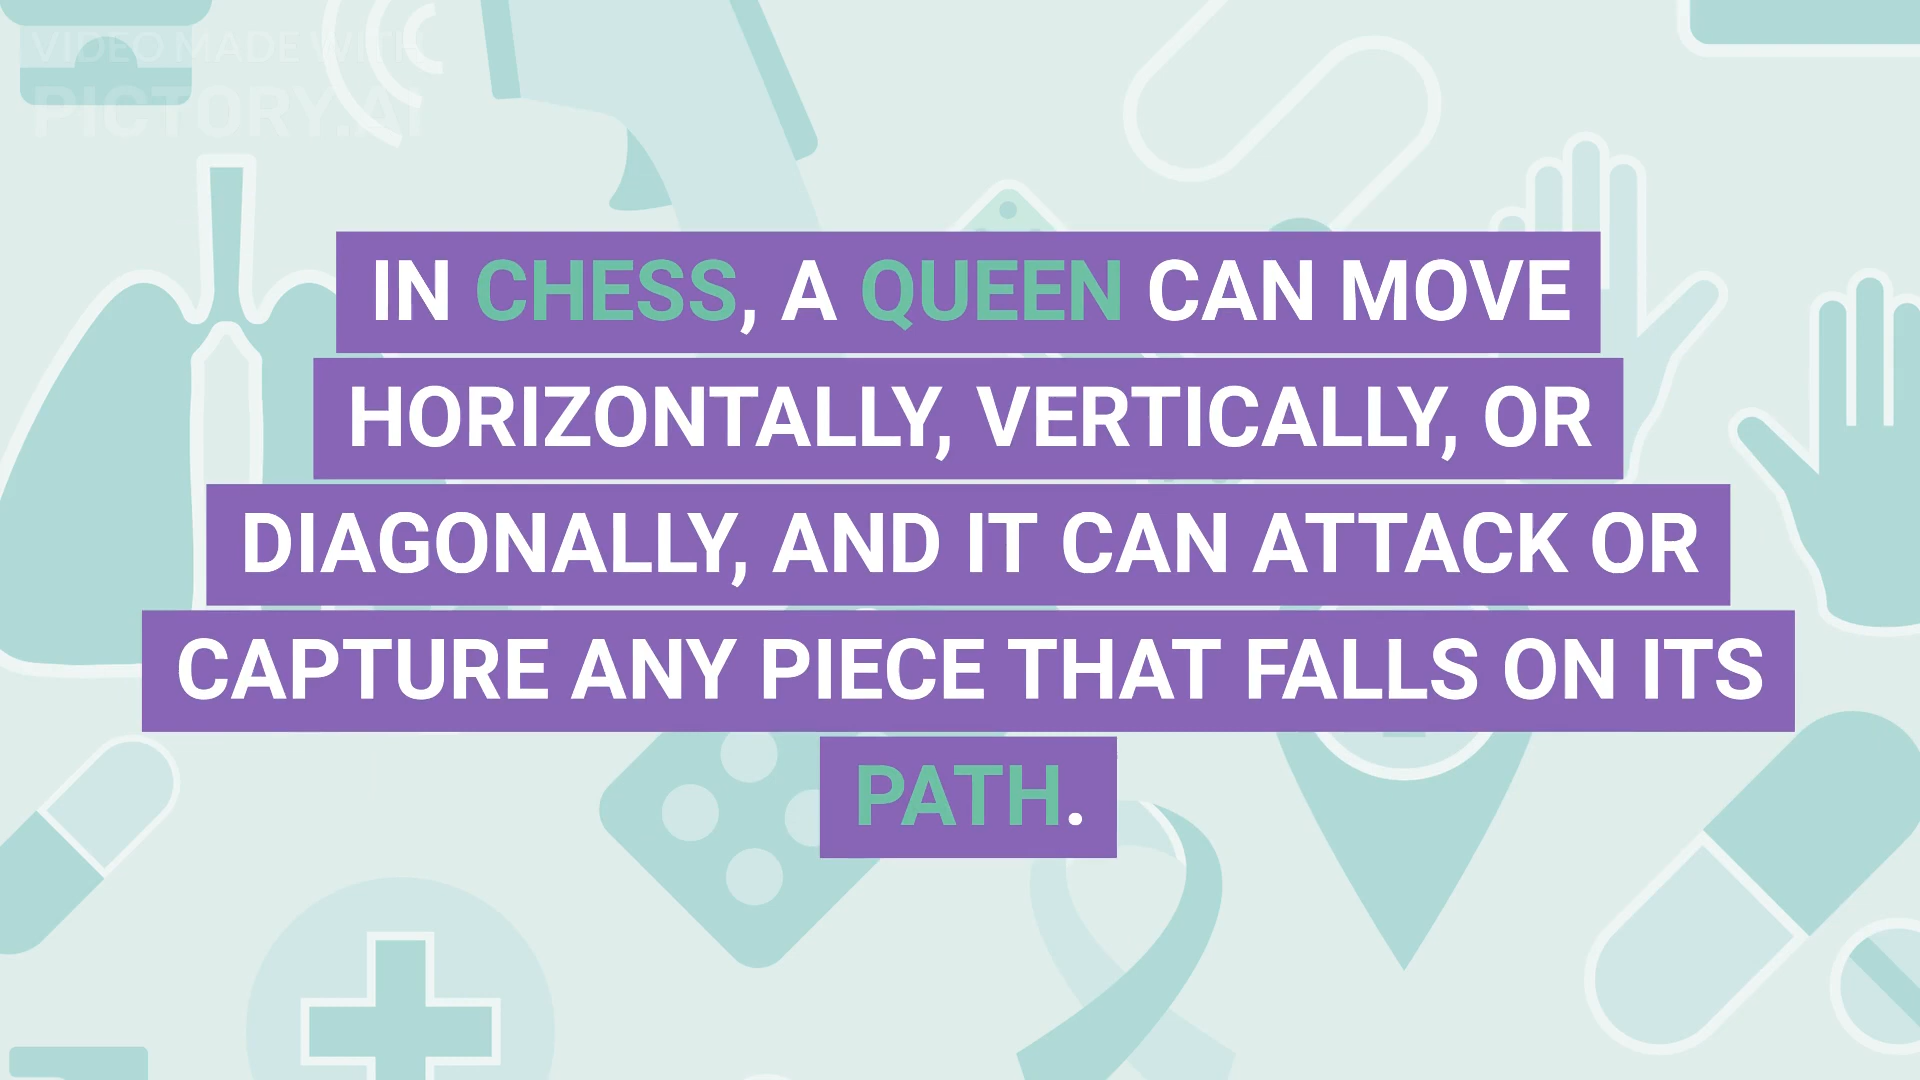 VIDEO MADE WITH
PICTORY.AI
IN CHESS, A QUEEN CAN MOVE
HORIZONTALLY, VERTICALLY, OR
DIAGONALLY, AND IT CAN ATTACK OR
CAPTURE ANY PIECE THAT FALLS ON ITS
PATH.